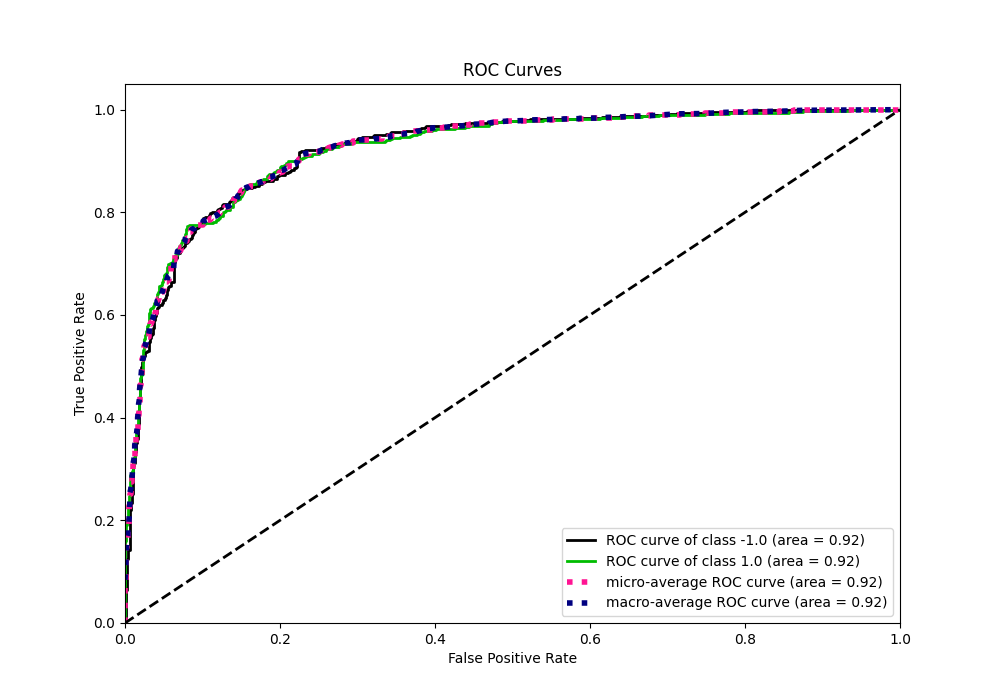 ROC Curves
True Positive Rate
1.0
0.8
0.6
0.4
0.2
0.0
0.0 0.2 0.4 0.6 0.8 1.0
False Positive Rate
ROC curve of class -1.0 (area = 0.92)
ROC curve of class 1.0 (area = 0.92)
micro-average ROC curve (area = 0.92)
macro-average ROC curve (area = 0.92)